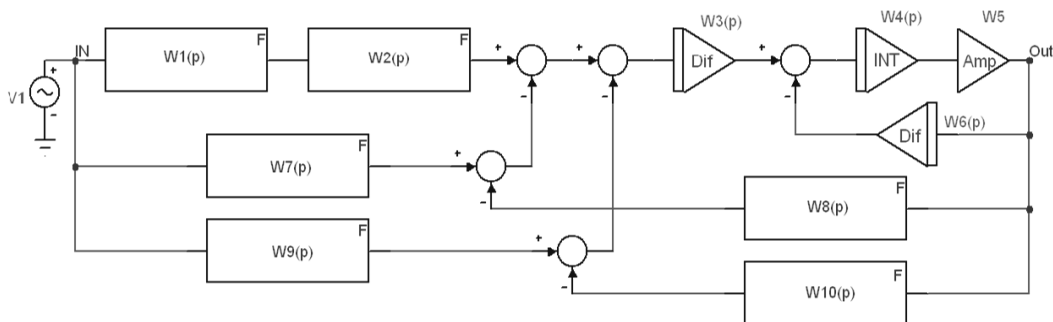 W3(p)
W4(p)
W5
IN
F
F
W1(p)
W2(p)
+
+
Dif
+
INT
Amp
Out
+
V1
-
-
-
-
Dif
W6(p)
F
W7(p)
+
-
F
W8(p)
F
W9(p)
+
-
F
W10(p)